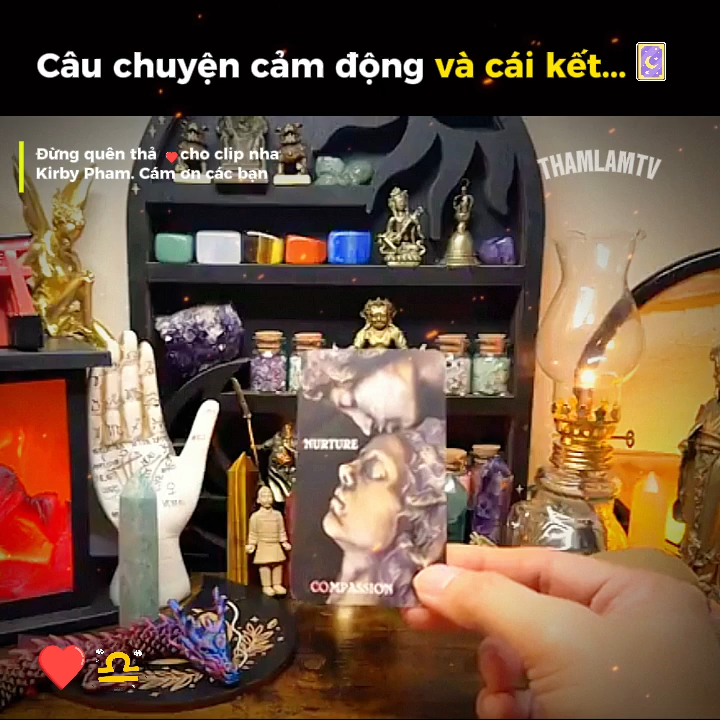 Câu chuyện cảm động và cái kết...
Đừng quên thả cho clip nha
Kirby Pham. Cám ơn các bạn
THAMLAMTV
NURTURE
COMPASSION